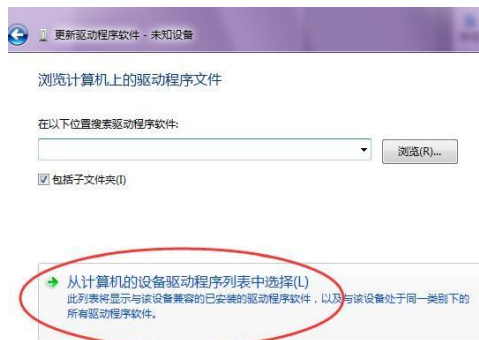 更新驱动程序软件 - 未知设备
浏览计算机上的驱动程序文件
在以下位置搜索驱动程序软件:
浏览(R)...
包括子文件夹(I)
从计算机的设备驱动程序列表中选择(L)
此列表将显示与该设备兼容的已安装的驱动程序软件，以及与该设备处于同一类别下的
所有驱动程序软件。